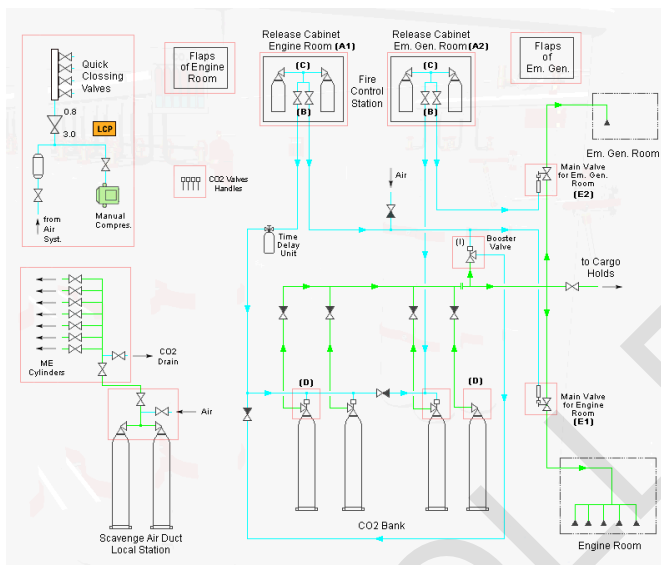 Release Cabinet
Engine Room (A1)
Release Cabinet
Em. Gen. Room (A2)
Quick
Clossing
Valves
Flaps
of Engine
Room
(C)
(B)
Fire
Control
Station
(C)
(B)
Flaps
of
Em. Gen.
0.8
3.0
LCP
Em. Gen. Room
CO2 Valves
Handles
Air
Main Valve
for Em. Gen.
Room
(E2)
from
Air
Syst.
Manual
Compres.
Time
Delay
Unit
(I)
Booster
Valve
to Cargo
Holds
ME
Cylinders
CO2
Drain
Air
(D)
(D)
Main Valve
for Engine
Room
(E1)
Scavenge Air Duct
Local Station
CO2 Bank
Engine Room